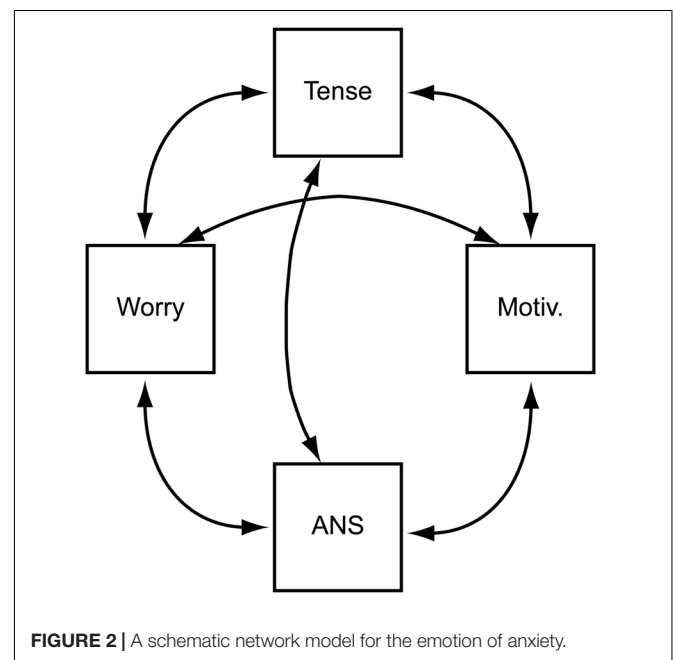 Tense
Worry
Motiv.
ANS
FIGURE 2 | A schematic network model for the emotion of anxiety.